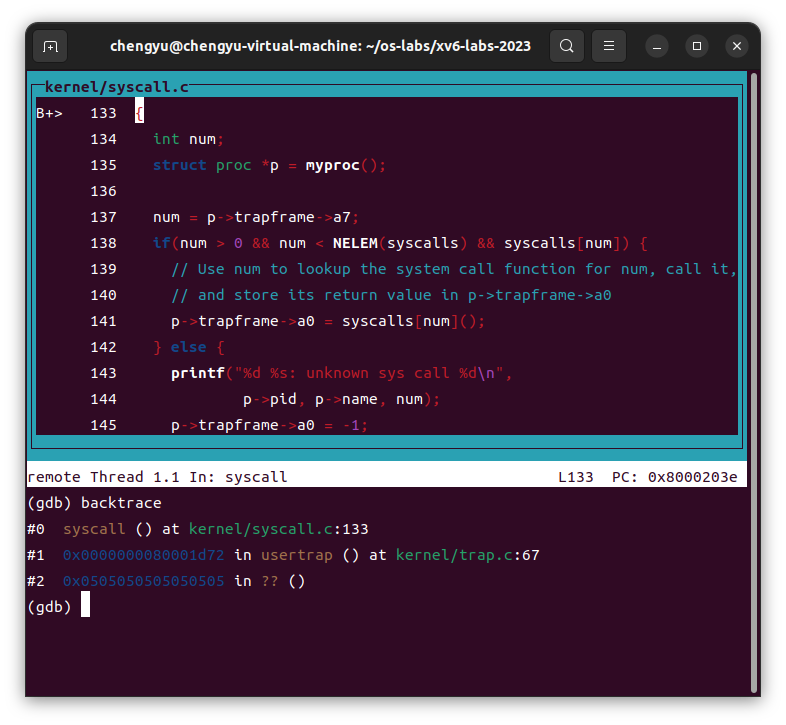 chengyu@chengyu-virtual-machine: ~/os-labs/xv6-labs-2023
kernel/syscall.c
B+> 133 {
134 int num;
135 struct proc *p = myproc();
136
137 num = p->trapframe->a7;
138 if(num > 0 && num < NELEM(syscalls) && syscalls[num]) {
139 // Use num to lookup the system call function for num, call it,
140 // and store its return value in p->trapframe->a0
141 p->trapframe->a0 = syscalls[num]();
142 } else {
143 printf("%d %s: unknown sys call %d\n",
144 p->pid, p->name, num);
145 p->trapframe->a0 = -1;
remote Thread 1.1 In: syscall L133 PC: 0x8000203e
(gdb) backtrace
#0 syscall () at kernel/syscall.c:133
#1 0x0000000080001d72 in usertrap () at kernel/trap.c:67
#2 0x0505050505050505 in ?? ()
(gdb)